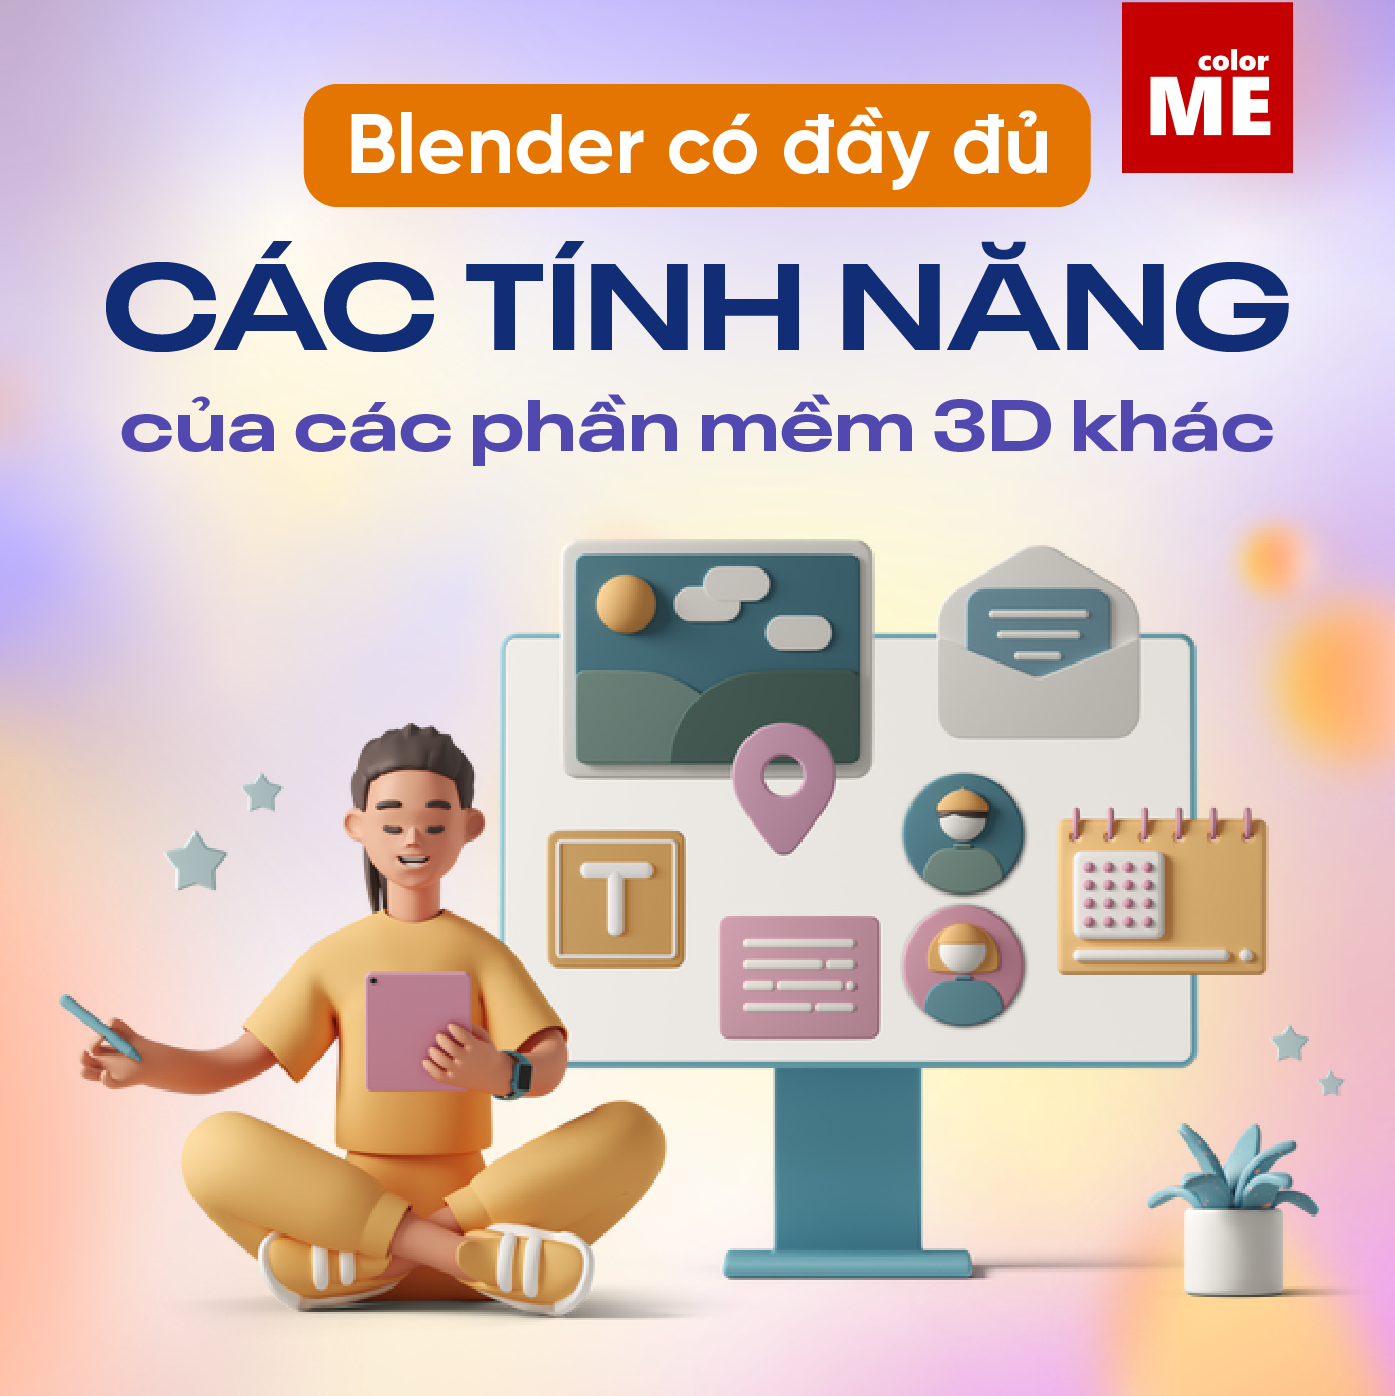 color
ME
Blender có đầy đủ
CÁC TÍNH NĂNG
của các phần mềm 3D khác
T